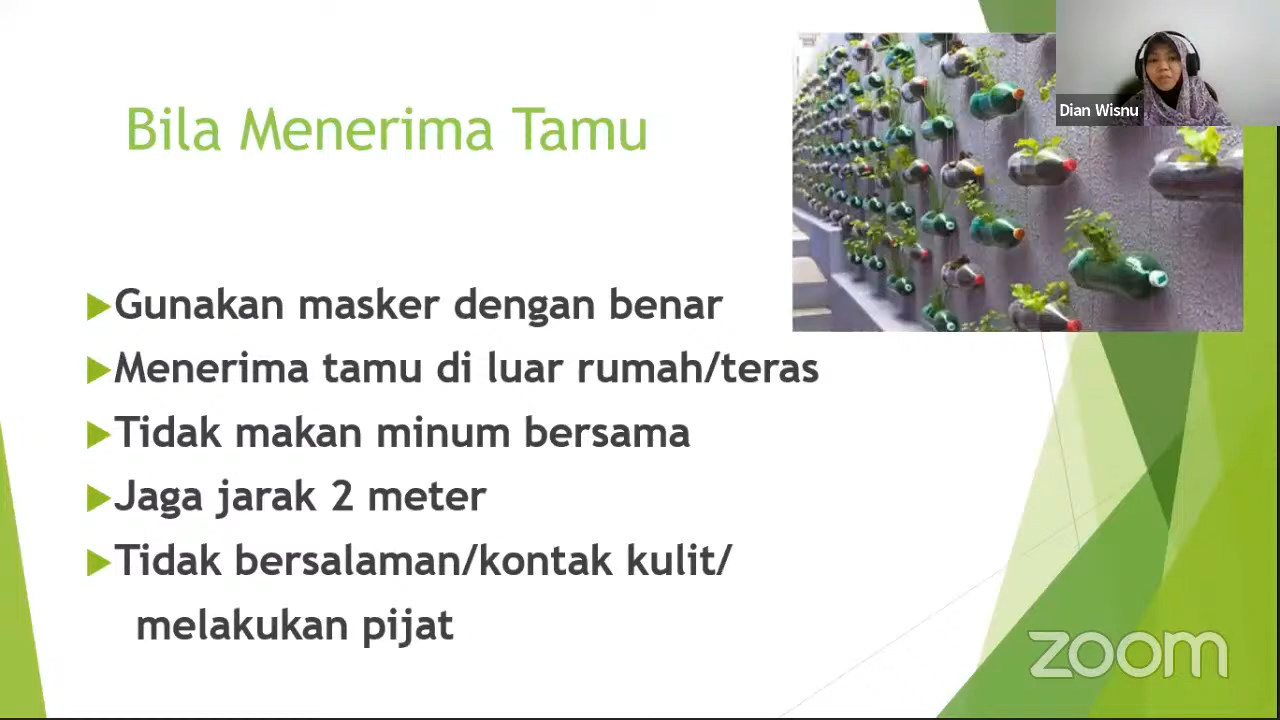 Bila Menerima Tamu
Dian Wisnu
Gunakan masker dengan benar
Menerima tamu di luar rumah/teras
Tidak makan minum bersama
Jaga jarak 2 meter
Tidak bersalaman/kontak kulit/
melakukan pijat
zoom